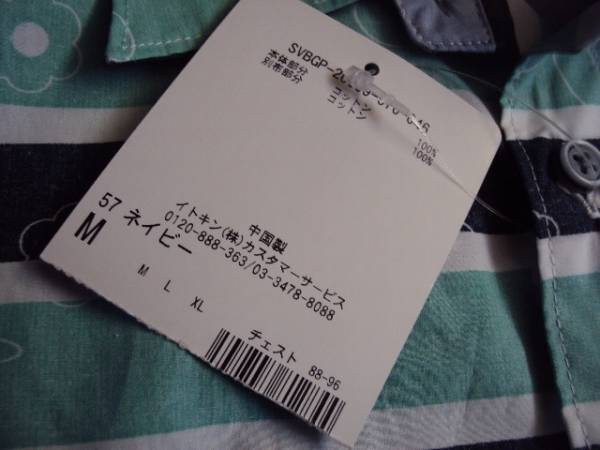 SVBGP-
本体部分 コットン 100%
別布部分 コットン 100%
中国製
イトキン(株)カスタマーサービス
0120-888-363/03-3478-8088
57 ネイビー
M
M L XL
チェスト 88-96